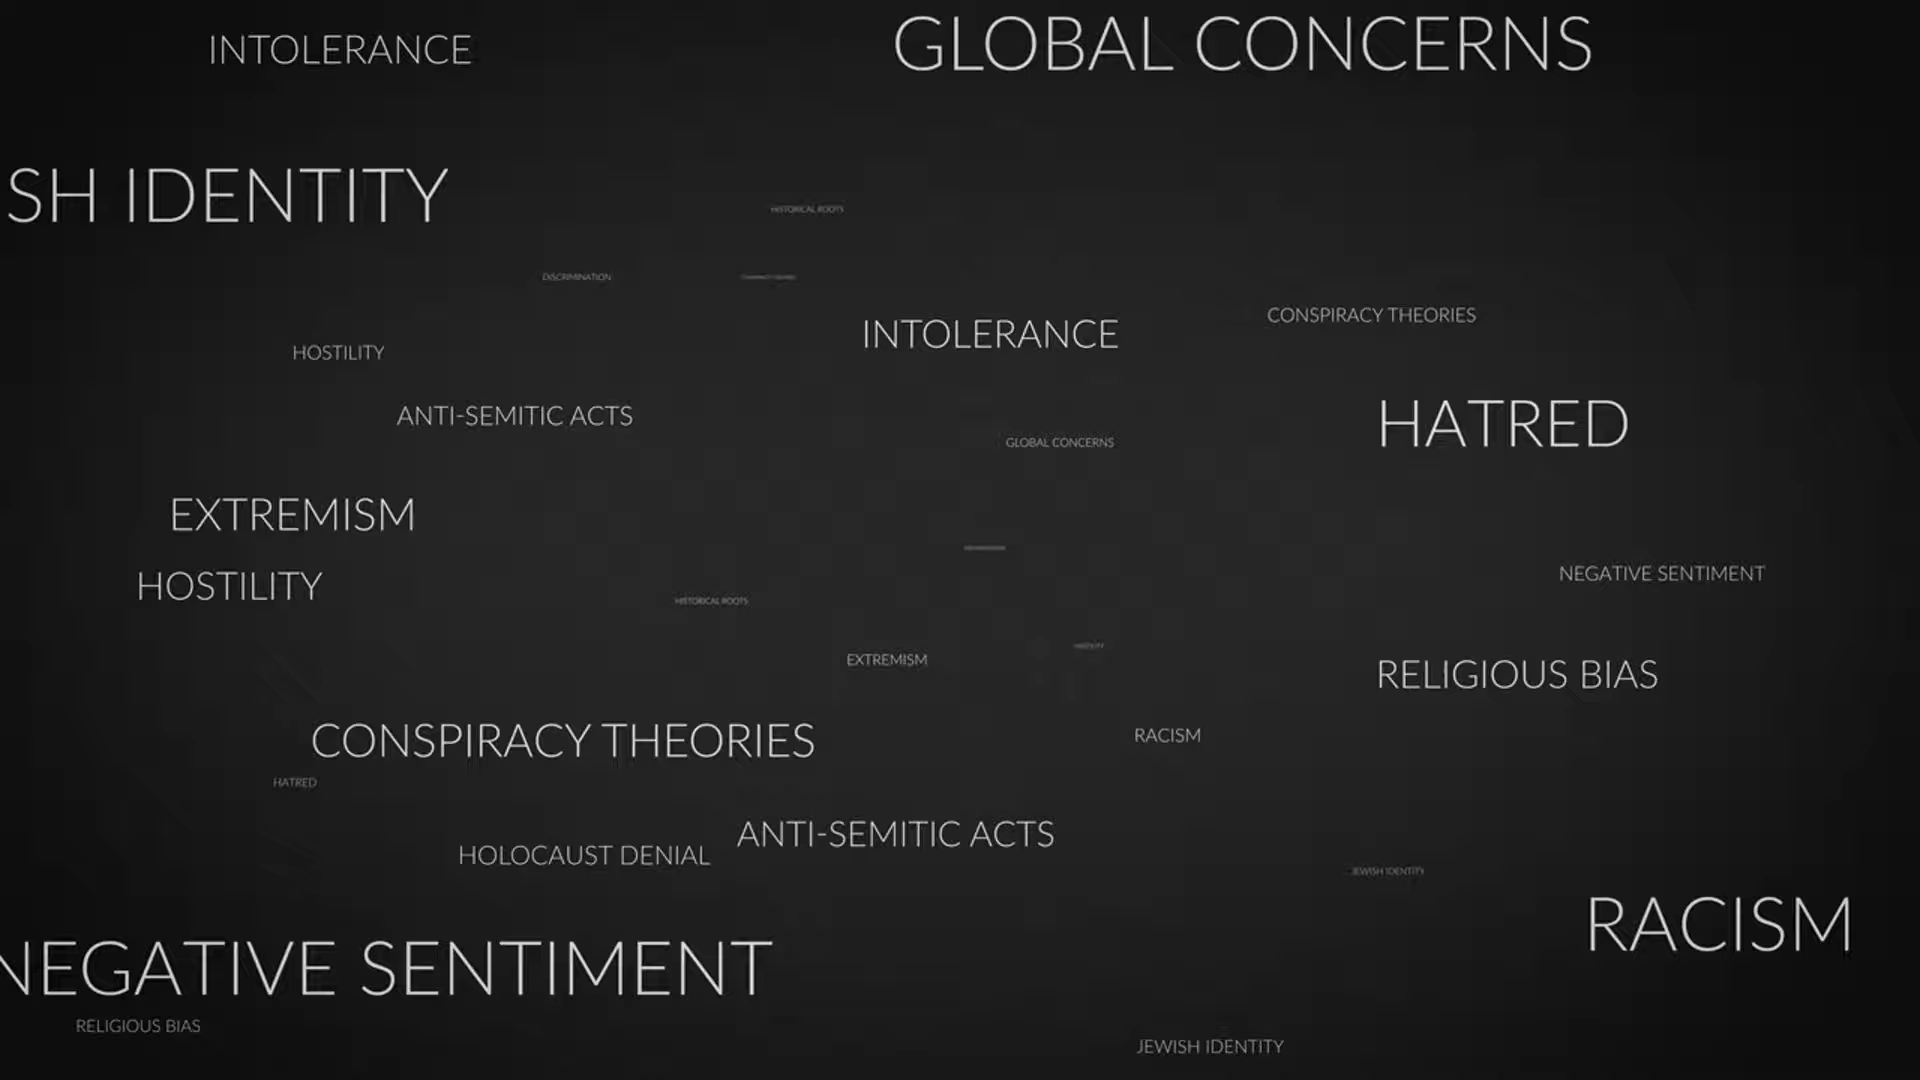 GLOBAL CONCERNS
INTOLERANCE
SH IDENTITY
HISTORICAL ROOTS
DISCRIMINATION
CONSPIRACY THEORIES
INTOLERANCE
HOSTILITY
ANTI-SEMITIC ACTS
HATRED
GLOBAL CONCERNS
EXTREMISM
NEGATIVE SENTIMENT
HOSTILITY
HISTORICAL ROOTS
HOSTILITY
EXTREMISM
RELIGIOUS BIAS
RACISM
CONSPIRACY THEORIES
HATRED
ANTI-SEMITIC ACTS
HOLOCAUST DENIAL
JEWISH IDENTITY
RACISM
NEGATIVE SENTIMENT
RELIGIOUS BIAS
JEWISH IDENTITY